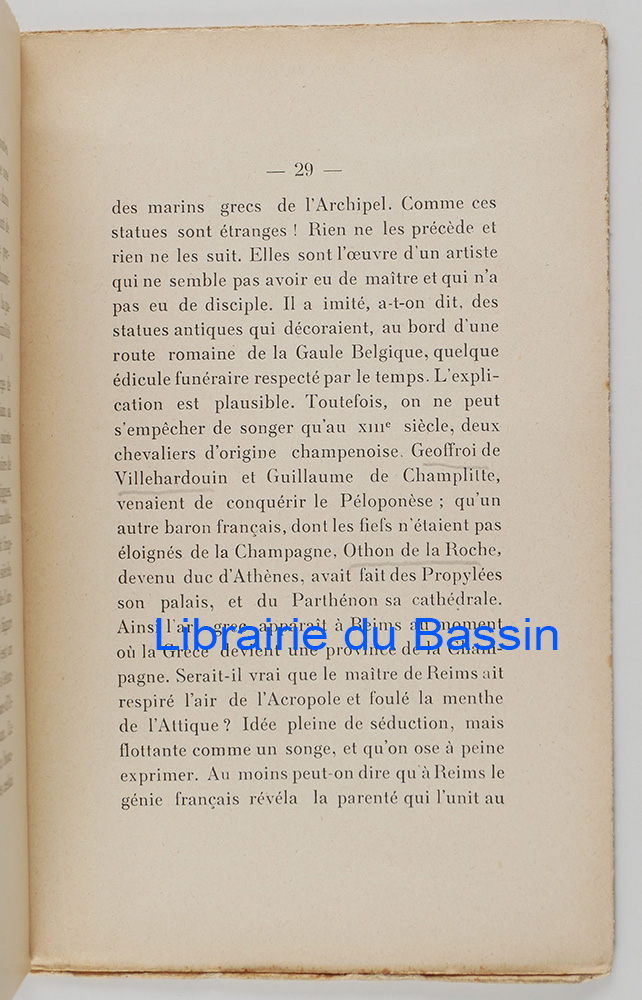 — 29 —
des marins grecs de l'Archipel. Comme ces
statues sont étranges ! Rien ne les précède et
rien ne les suit. Elles sont l'œuvre d'un artiste
qui ne semble pas avoir eu de maître et qui n'a
pas eu de disciple. Il a imité, a-t-on dit, des
statues antiques qui décoraient, au bord d'une
route romaine de la Gaule Belgique, quelque
édicule funéraire respecté par le temps. L'expli-
cation est plausible. Toutefois, on ne peut
s'empêcher de songer qu'au XIIIe siècle, deux
chevaliers d'origine champenoise, Geoffroi de
Villehardouin et Guillaume de Champlitte,
venaient de conquérir le Péloponèse ; qu'un
autre baron français, dont les fiefs n'étaient pas
éloignés de la Champagne, Othon de la Roche,
devenu duc d'Athènes, avait fait des Propylées
son palais, et du Parthénon sa cathédrale.
Ainsi l'art grec apparaît à Reims au moment
où la Grèce devient une province de la Cham-
pagne. Serait-il vrai que le maître de Reims ait
respiré l'air de l'Acropole et foulé la menthe
de l'Attique ? Idée pleine de séduction, mais
flottante comme un songe, et qu'on ose à peine
exprimer. Au moins peut-on dire qu'à Reims le
génie français révéla la parenté qui l'unit au
Librairie du Bassin